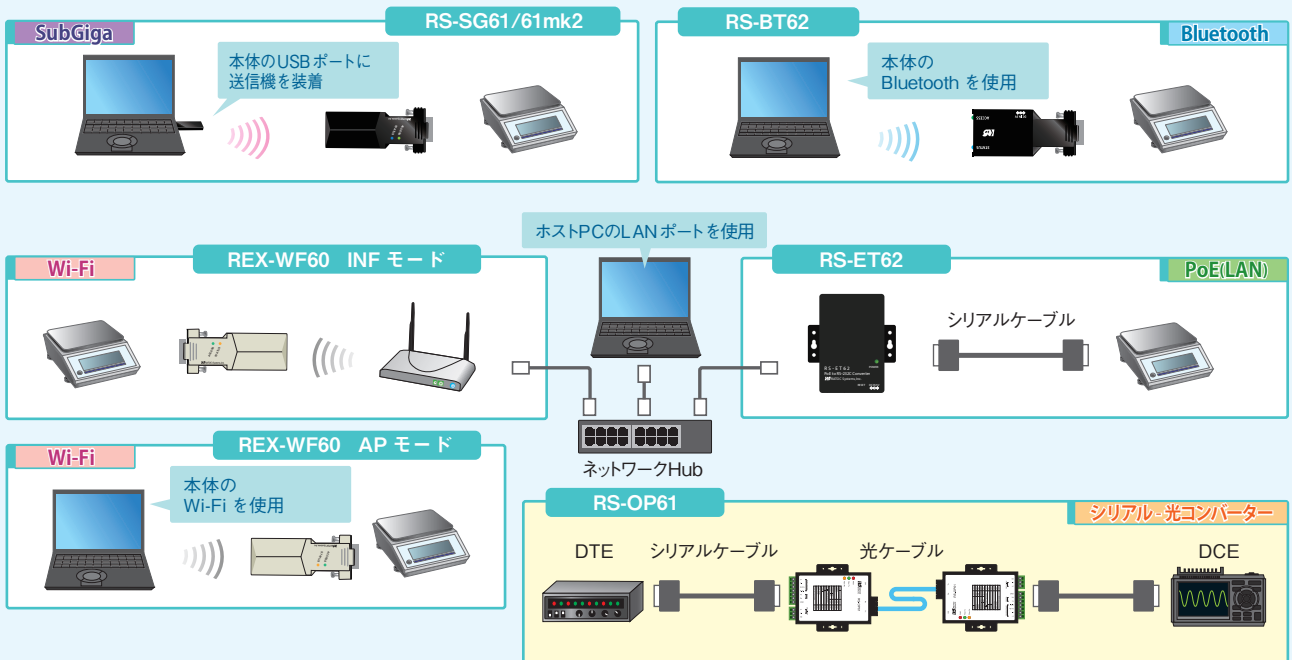 SubGiga
RS-SG61/61mk2
本体のUSBポートに
送信機を装着
RS-BT62
Bluetooth
本体の
Bluetooth を使用
ホストPCのLANポートを使用
Wi-Fi
REX-WF60 INF モード
RS-ET62
PoE(LAN)
シリアルケーブル
RS-ET62
ネットワークHub
Wi-Fi
REX-WF60 AP モード
本体の
Wi-Fi を使用
RS-OP61
シリアル-光コンバーター
DTE
シリアルケーブル
光ケーブル
DCE